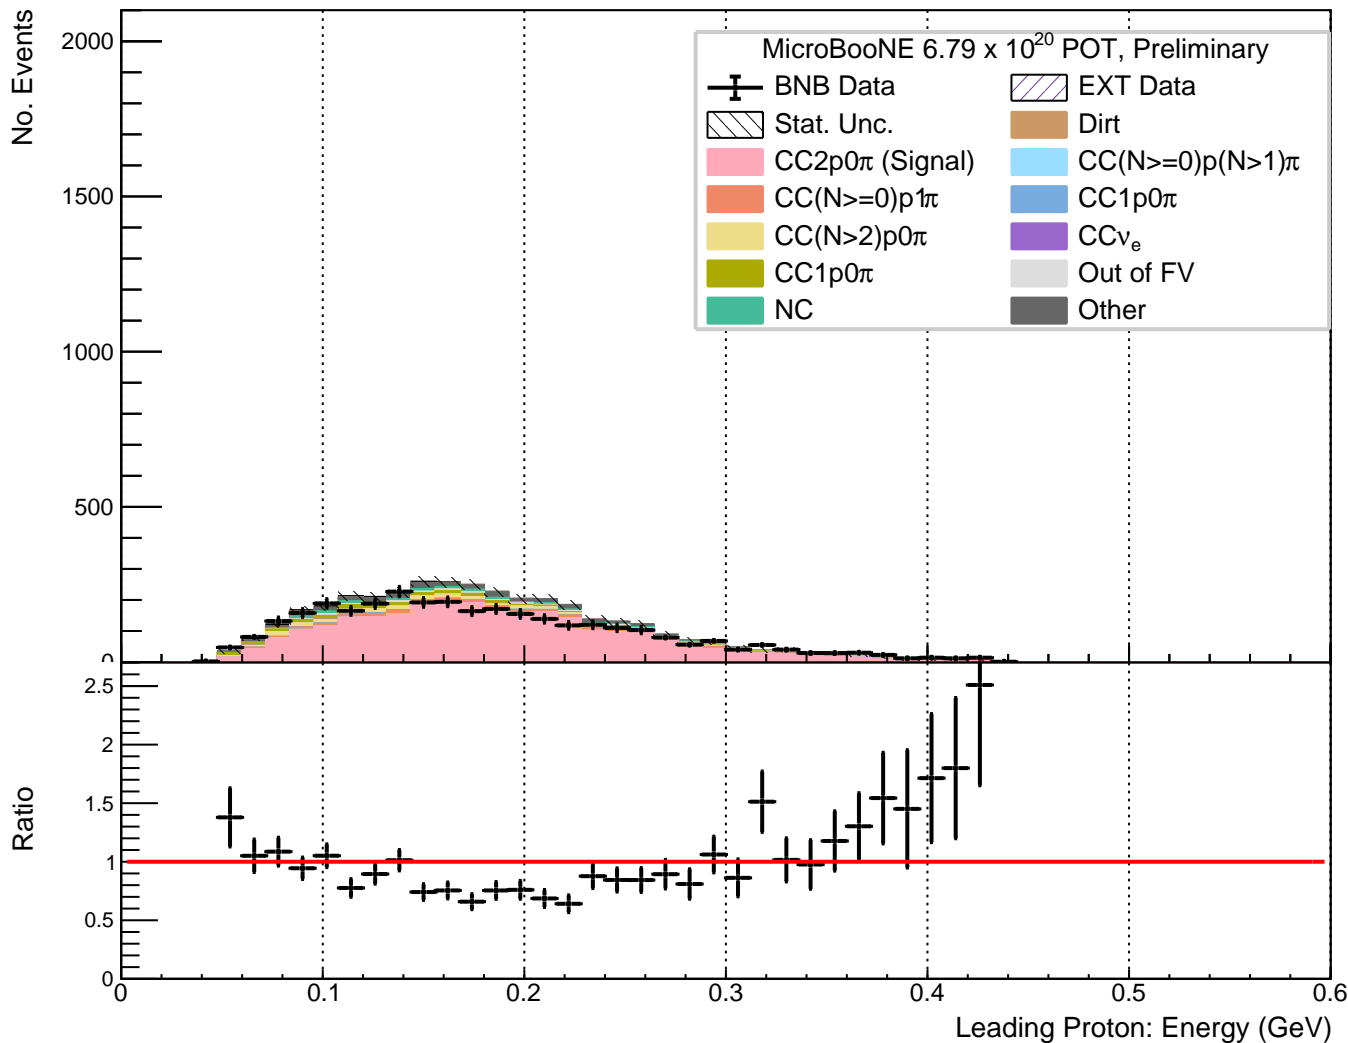 No. Events
2000
1500
1000
500
0
MicroBooNE 6.79 x 10²⁰ POT, Preliminary
BNB Data
EXT Data
Stat. Unc.
Dirt
CC2p0π (Signal)
CC(N>=0)p(N>1)π
CC(N>=0)p1π
CC1p0π
CC(N>2)p0π
CCνₑ
CC1p0π
Out of FV
NC
Other
Ratio
2.5
2
1.5
1
0.5
0
0 0.1 0.2 0.3 0.4 0.5 0.6
Leading Proton: Energy (GeV)